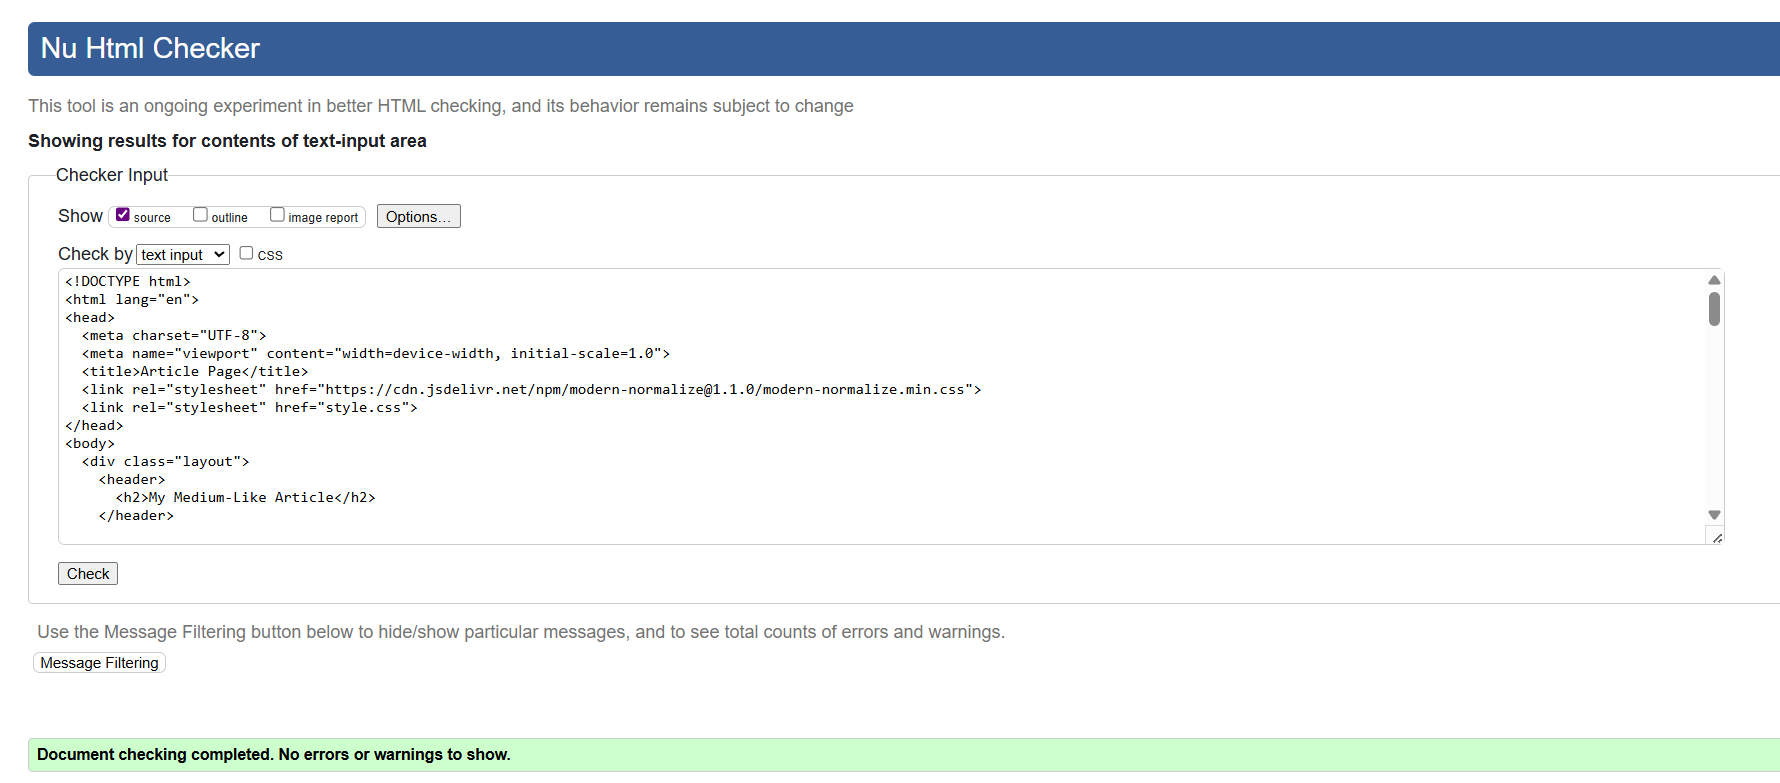 Nu Html Checker
This tool is an ongoing experiment in better HTML checking, and its behavior remains subject to change
Showing results for contents of text-input area
Checker Input
Show source outline image report Options...
Check by text input CSS
<!DOCTYPE html>
<html lang="en">
<head>
  <meta charset="UTF-8">
  <meta name="viewport" content="width=device-width, initial-scale=1.0">
  <title>Article Page</title>
  <link rel="stylesheet" href="https://cdn.jsdelivr.net/npm/modern-normalize@1.1.0/modern-normalize.min.css">
  <link rel="stylesheet" href="style.css">
</head>
<body>
  <div class="layout">
    <header>
      <h2>My Medium-Like Article</h2>
    </header>
Check
Use the Message Filtering button below to hide/show particular messages, and to see total counts of errors and warnings.
Message Filtering
Document checking completed. No errors or warnings to show.